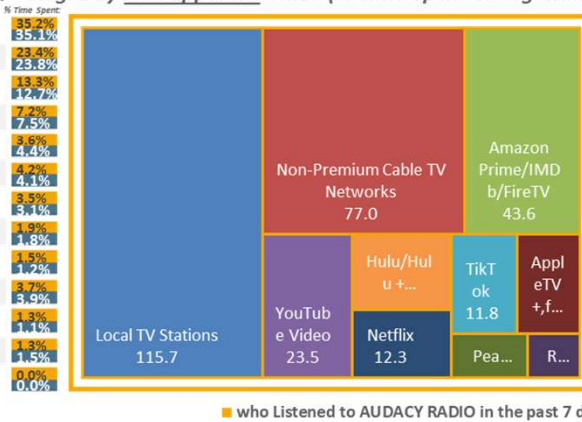 % Time Spent:
35.2%
35.1%
23.4%
23.8%
13.3%
12.7%
7.2%
7.5%
3.6%
4.4%
4.2%
4.1%
3.5%
3.1%
1.9%
1.8%
1.5%
1.2%
3.7%
3.9%
1.3%
1.1%
1.3%
1.5%
0.0%
0.0%
Local TV Stations
115.7
Non-Premium Cable TV
Networks
77.0
Amazon
Prime/IMD
b/FireTV
43.6
YouTub
e Video
23.5
Hulu/Hul
u +...
Netflix
12.3
TikT
ok
11.8
Appl
eTV
+,f...
Pea...
R...
who Listened to AUDACY RADIO in the past 7 d